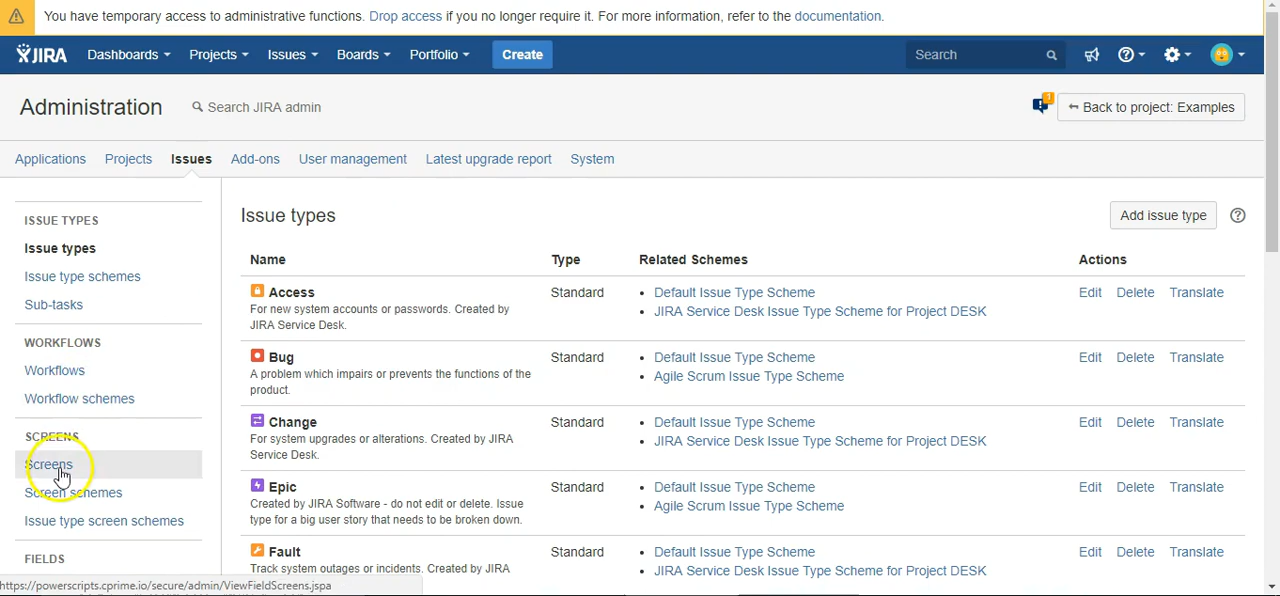 You have temporary access to administrative functions. Drop access if you no longer require it. For more information, refer to the documentation.
JIRA Dashboards Projects Issues Boards Portfolio Create Search
Administration Search JIRA admin 1 Back to project: Examples
Applications Projects Issues Add-ons User management Latest upgrade report System
ISSUE TYPES
Issue types
Issue type schemes
Sub-tasks
WORKFLOWS
Workflows
Workflow schemes
SCREENS
Screens
Screen schemes
Issue type screen schemes
FIELDS
https://powerscripts.cprime.io/secure/admin/ViewFieldScreens.jspa
Issue types Add issue type
Name Type Related Schemes Actions
Access Standard • Default Issue Type Scheme Edit Delete Translate
For new system accounts or passwords. Created by • JIRA Service Desk Issue Type Scheme for Project DESK
JIRA Service Desk.
Bug Standard • Default Issue Type Scheme Edit Delete Translate
A problem which impairs or prevents the functions of the • Agile Scrum Issue Type Scheme
product.
Change Standard • Default Issue Type Scheme Edit Delete Translate
For system upgrades or alterations. Created by JIRA • JIRA Service Desk Issue Type Scheme for Project DESK
Service Desk.
Epic Standard • Default Issue Type Scheme Edit Delete Translate
Created by JIRA Software - do not edit or delete. Issue • Agile Scrum Issue Type Scheme
type for a big user story that needs to be broken down.
Fault Standard • Default Issue Type Scheme Edit Delete Translate
Track system outages or incidents. Created by JIRA • JIRA Service Desk Issue Type Scheme for Project DESK